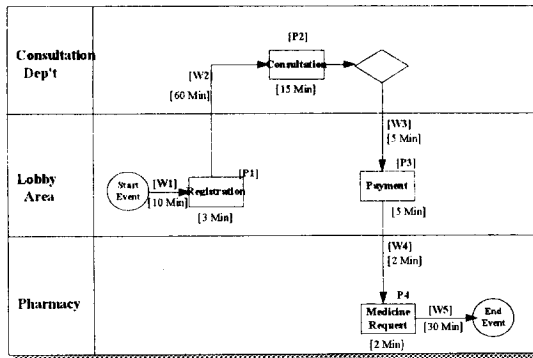 Consultation
Dep't
[P2]
Consultation
[15 Min]
[W2]
[60 Min]
[W3]
[5 Min]
Lobby
Area
Start
Event
[W1]
[10 Min]
[P1]
Registration
[3 Min]
[P3]
Payment
[5 Min]
[W4]
[2 Min]
Pharmacy
P4
Medicine
Request
[2 Min]
[W5]
[30 Min]
End
Event